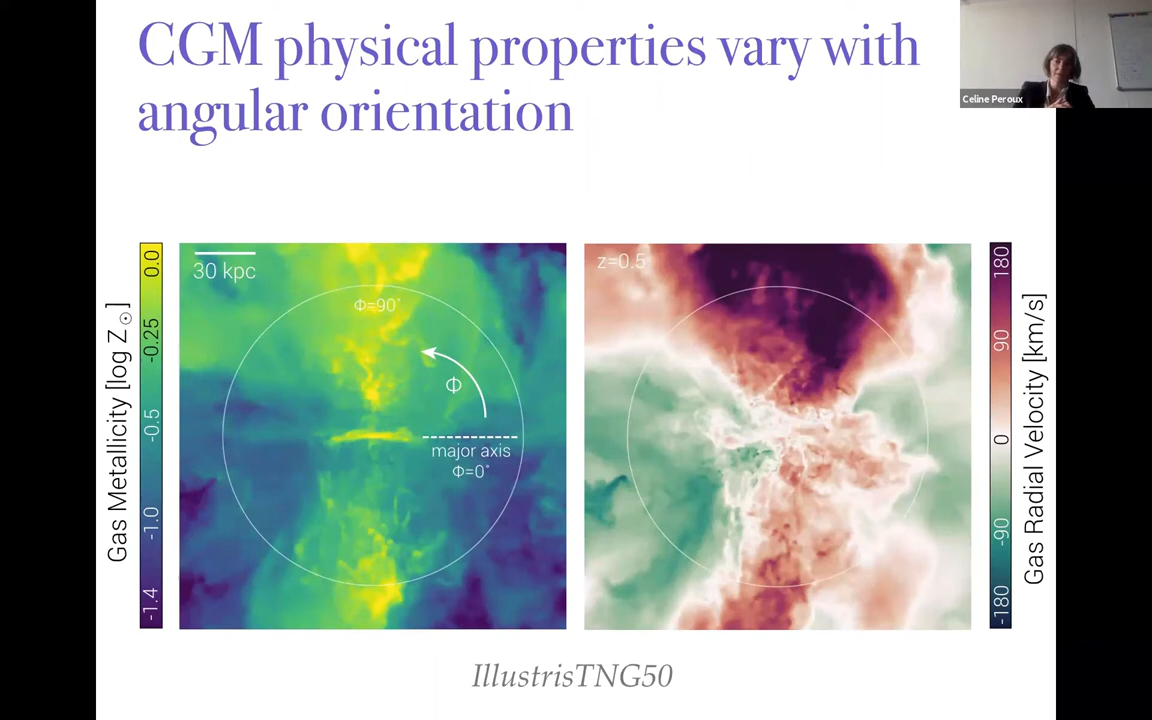 CGM physical properties vary with
angular orientation
Celine Peroux
Gas Metallicity [log Z☉]
0.0
-0.25
-0.5
-1.0
-1.4
30 kpc
Φ=90°
Φ
major axis
Φ=0°
z=0.5
180
90
0
-90
-180
Gas Radial Velocity [km/s]
IllustrisTNG50